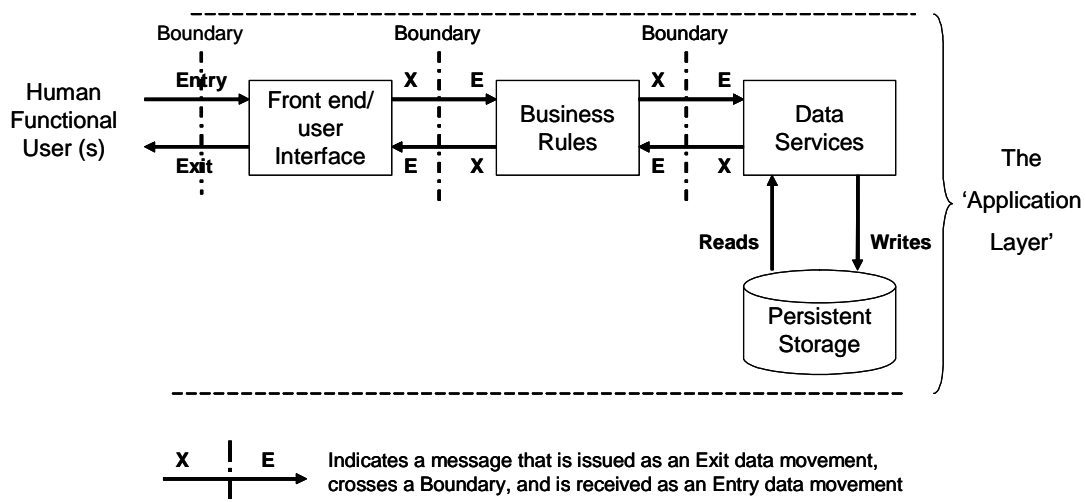 Boundary
Boundary
Boundary
Human
Functional
User (s)
Entry
Exit
Front end/
user
Interface
X
E
E
X
Business
Rules
X
E
E
X
Data
Services
Reads
Writes
Persistent
Storage
The
‘Application
Layer’
X
E
Indicates a message that is issued as an Exit data movement,
crosses a Boundary, and is received as an Entry data movement